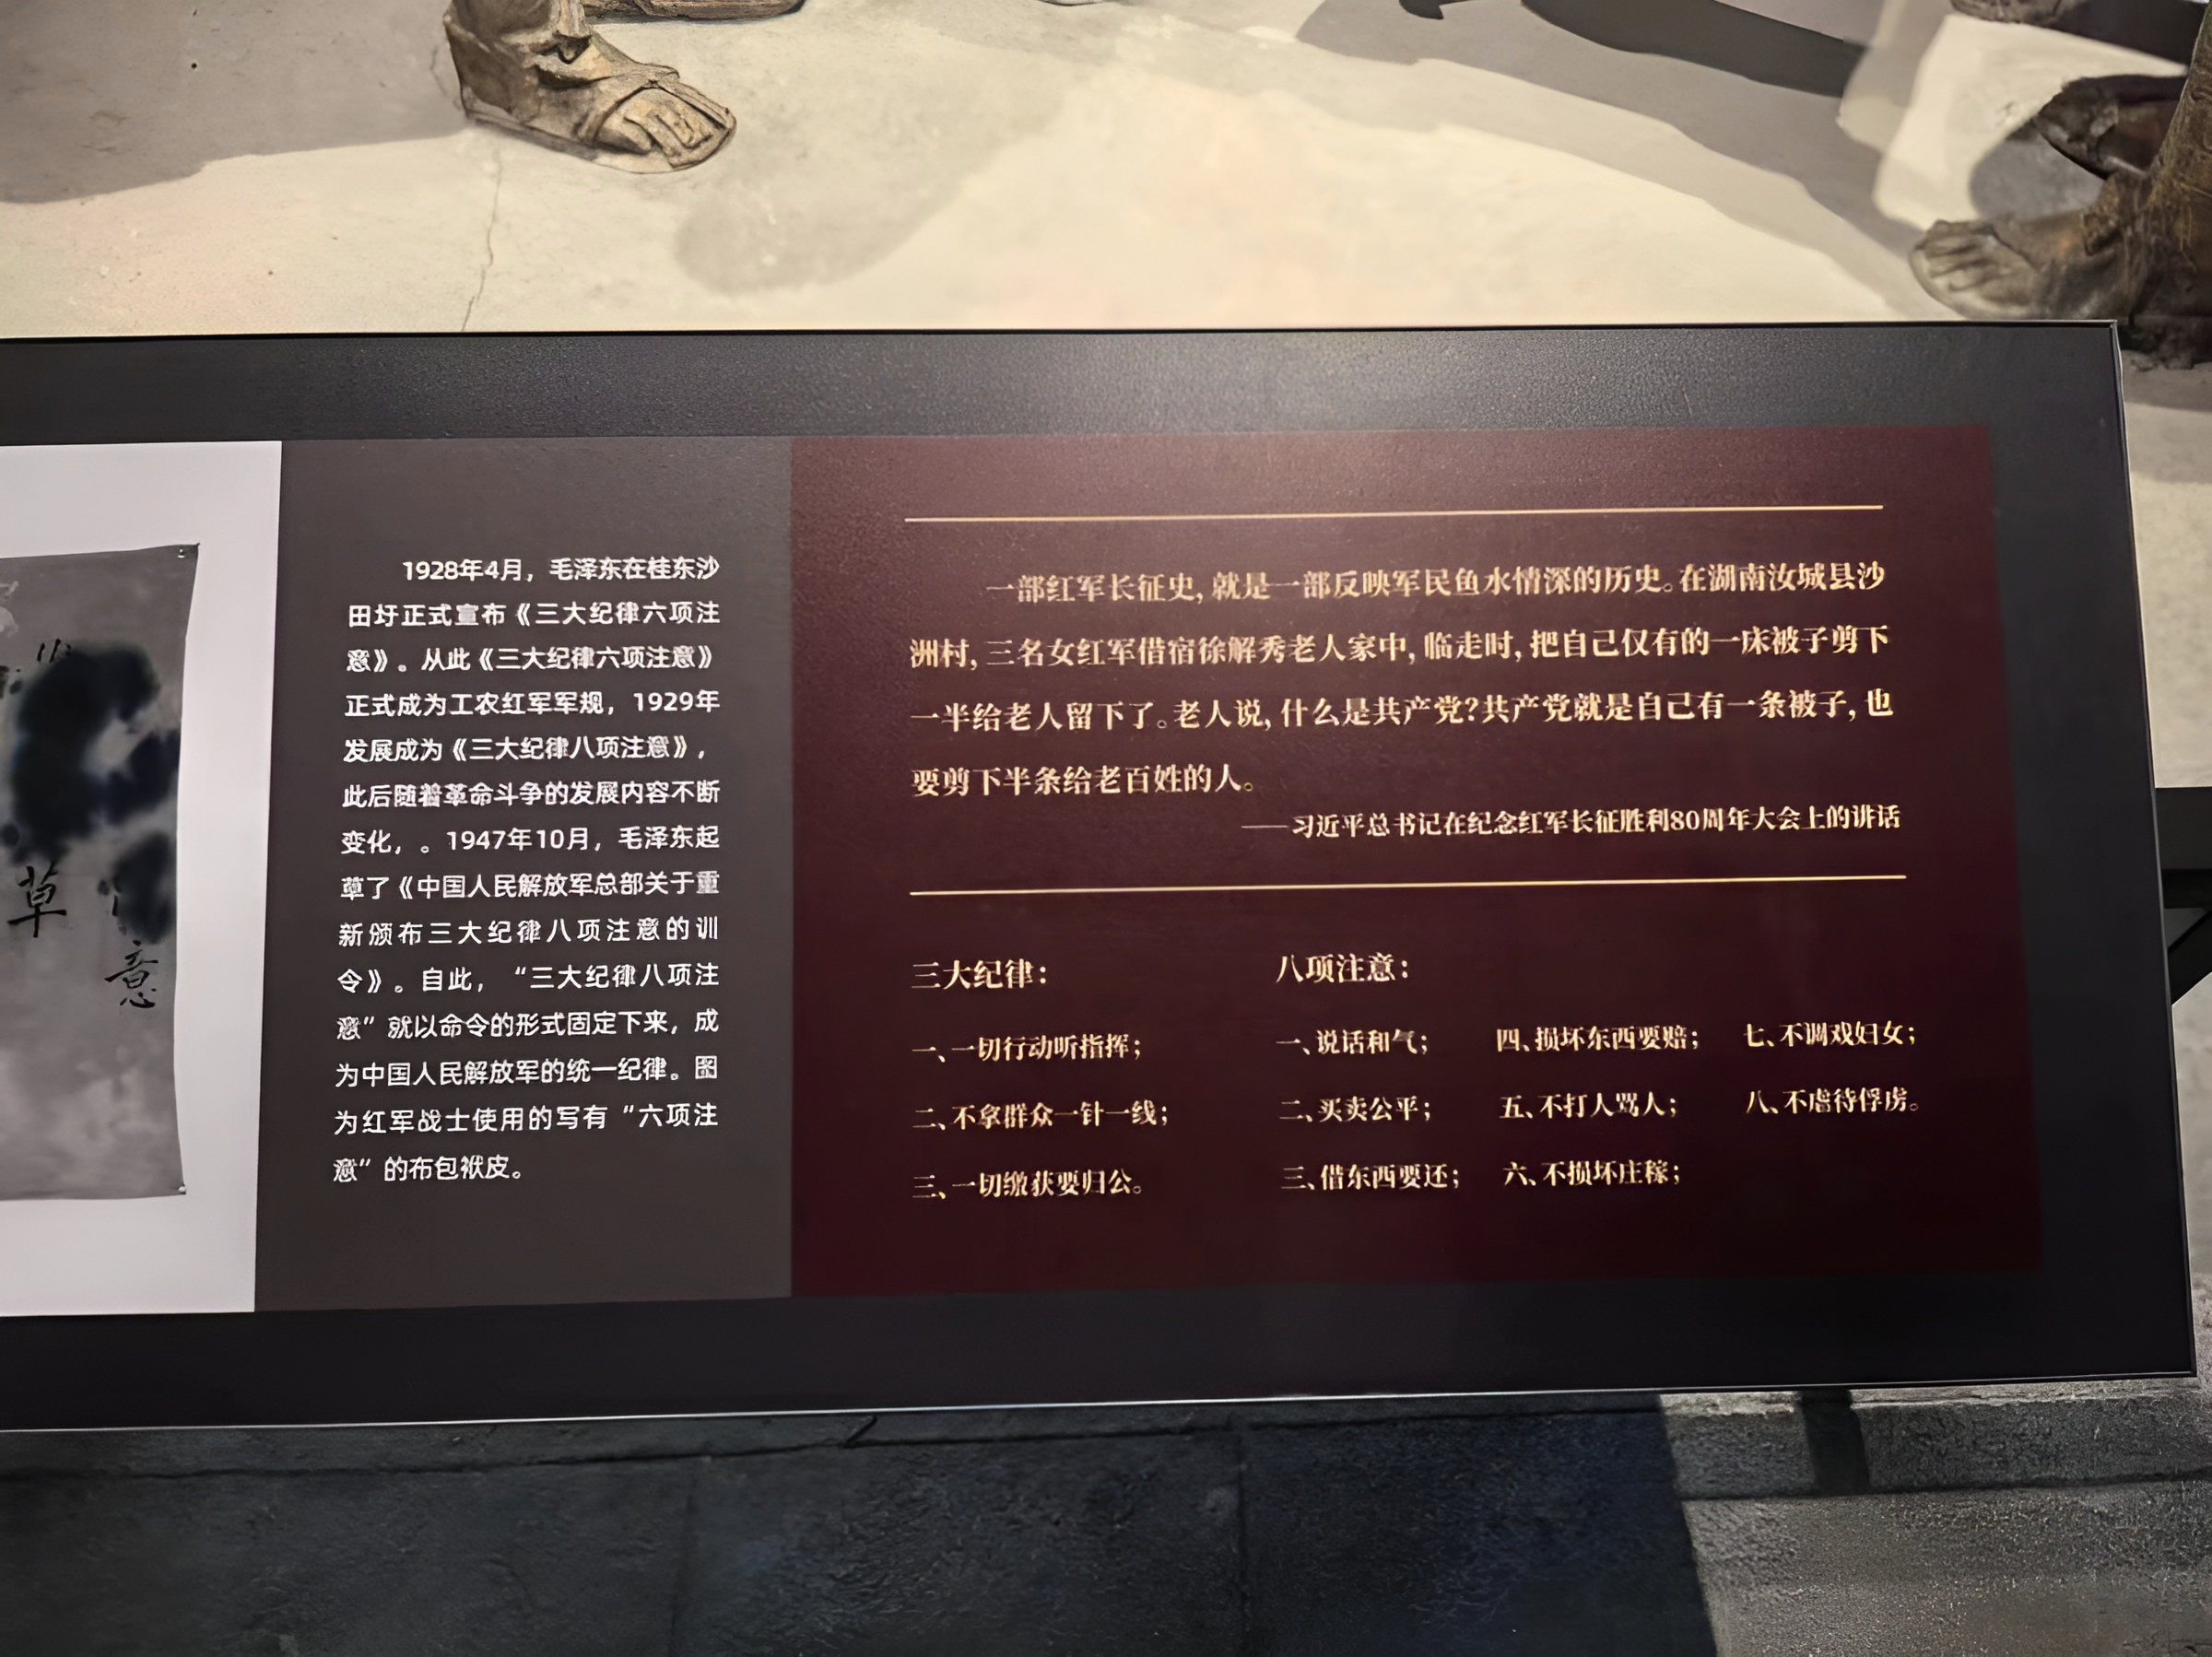 草
意
1928年4月，毛泽东在桂东沙
田圩正式宣布《三大纪律六项注
意》。从此《三大纪律六项注意》
正式成为工农红军军规，1929年
发展成为《三大纪律八项注意》，
此后随着革命斗争的发展内容不断
变化，。1947年10月，毛泽东起
草了《中国人民解放军总部关于重
新颁布三大纪律八项注意的训
令》。自此，“三大纪律八项注
意”就以命令的形式固定下来，成
为中国人民解放军的统一纪律。图
为红军战士使用的写有“六项注
意”的布包袱皮。
一部红军长征史，就是一部反映军民鱼水情深的历史。在湖南汝城县沙
洲村，三名女红军借宿徐解秀老人家中，临走时，把自己仅有的一床被子剪下
一半给老人留下了。老人说，什么是共产党？共产党就是自己有一条被子，也
要剪下半条给老百姓的人。
——习近平总书记在纪念红军长征胜利80周年大会上的讲话
三大纪律：
一、一切行动听指挥；
二、不拿群众一针一线；
三、一切缴获要归公。
八项注意：
一、说话和气；
二、买卖公平；
三、借东西要还；
四、损坏东西要赔；
五、不打人骂人；
六、不损坏庄稼；
七、不调戏妇女；
八、不虐待俘虏。